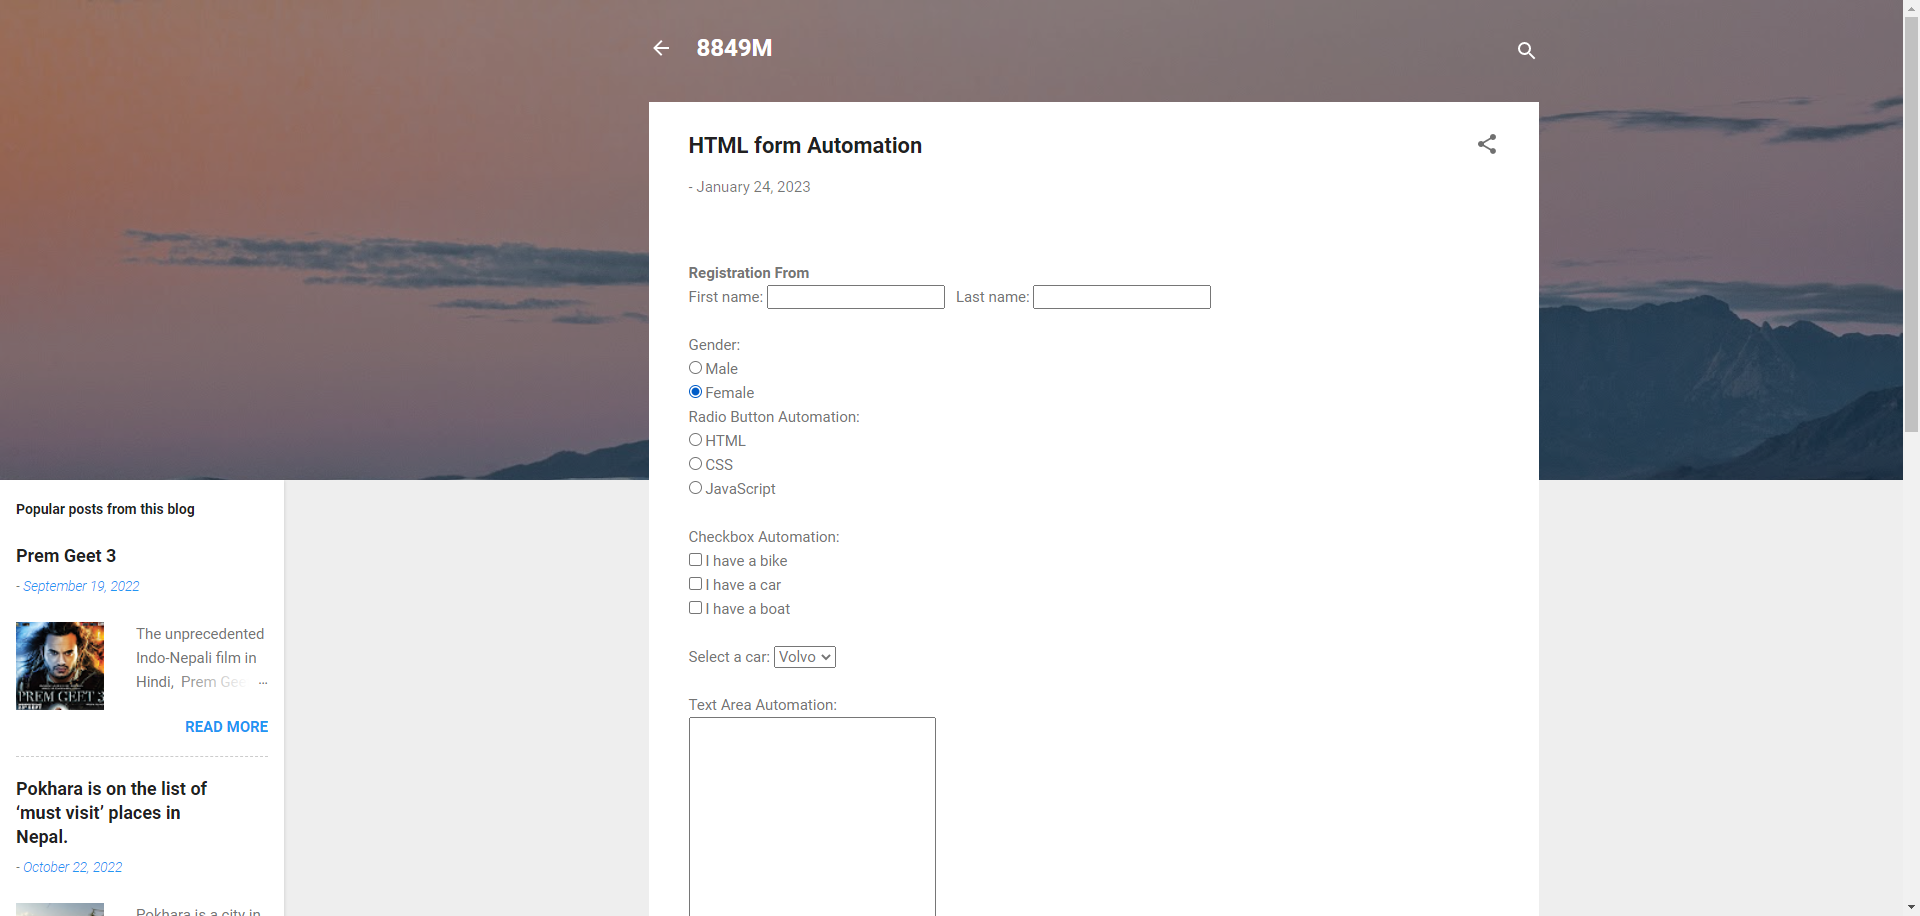 8849M
HTML form Automation
- January 24, 2023
Registration From
First name: Last name:
Gender:
Male
Female
Radio Button Automation:
HTML
CSS
JavaScript
Checkbox Automation:
I have a bike
I have a car
I have a boat
Select a car: Volvo
Text Area Automation:
Popular posts from this blog
Prem Geet 3
- September 19, 2022
PREM GEET 3
The unprecedented
Indo-Nepali film in
Hindi, Prem Gee ...
READ MORE
Pokhara is on the list of
‘must visit’ places in
Nepal.
- October 22, 2022
Pokhara is a city in